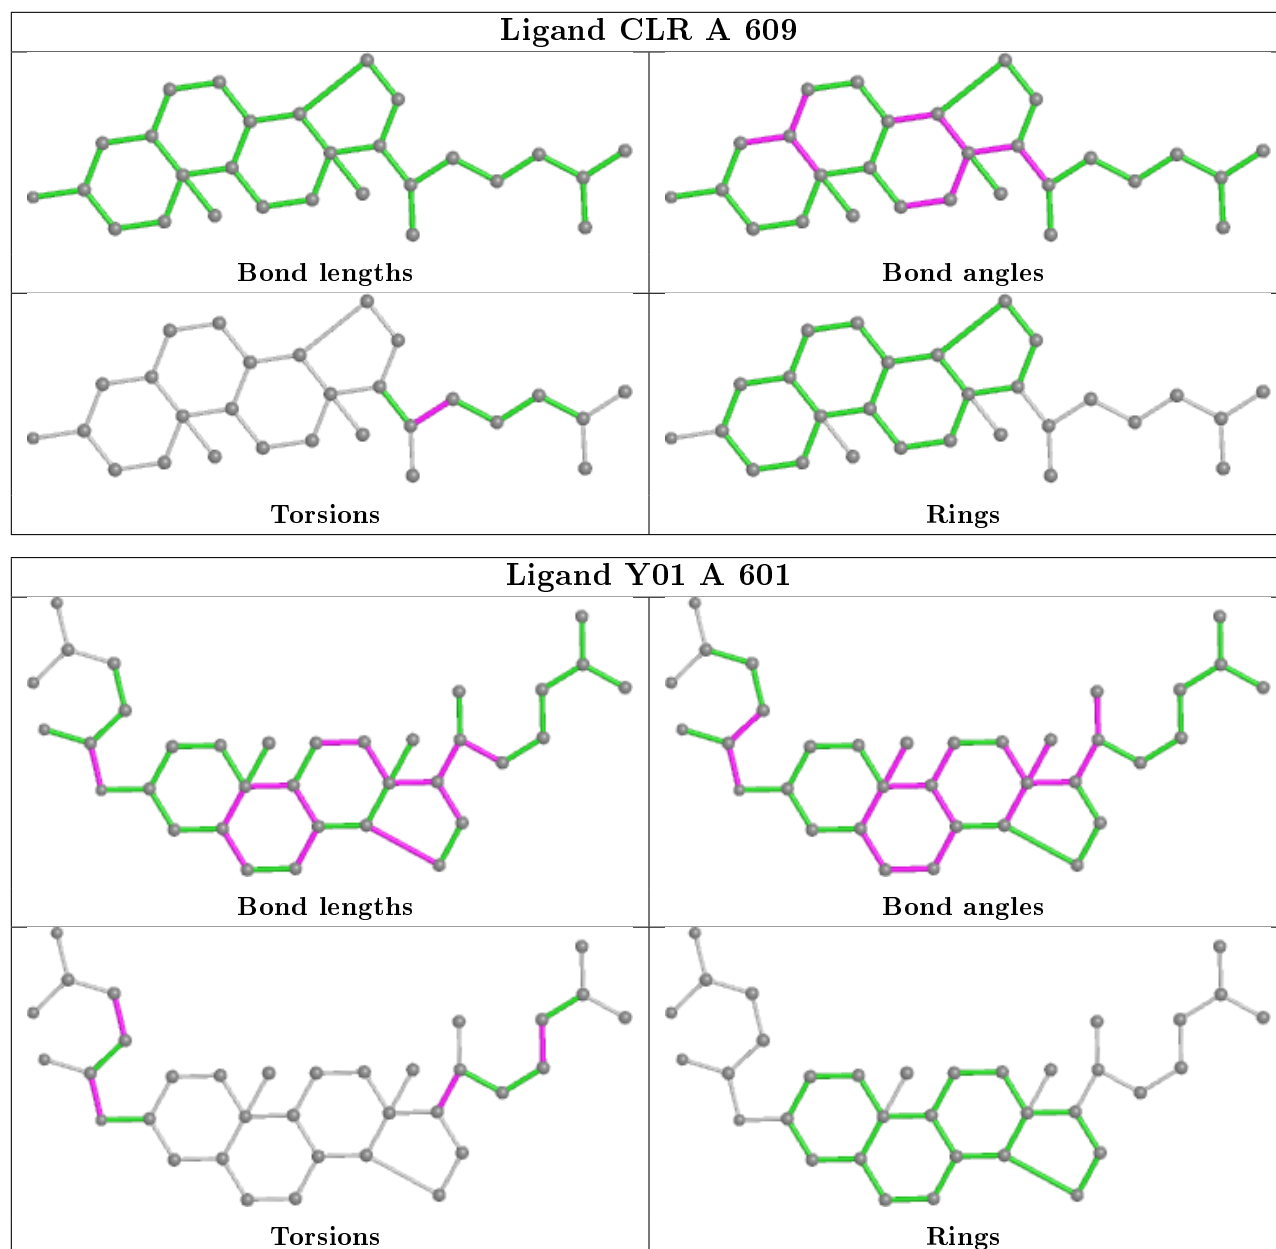 Ligand CLR A 609
Bond lengths
Bond angles
Torsions
Rings
Ligand Y01 A 601
Bond lengths
Bond angles
Torsions
Rings